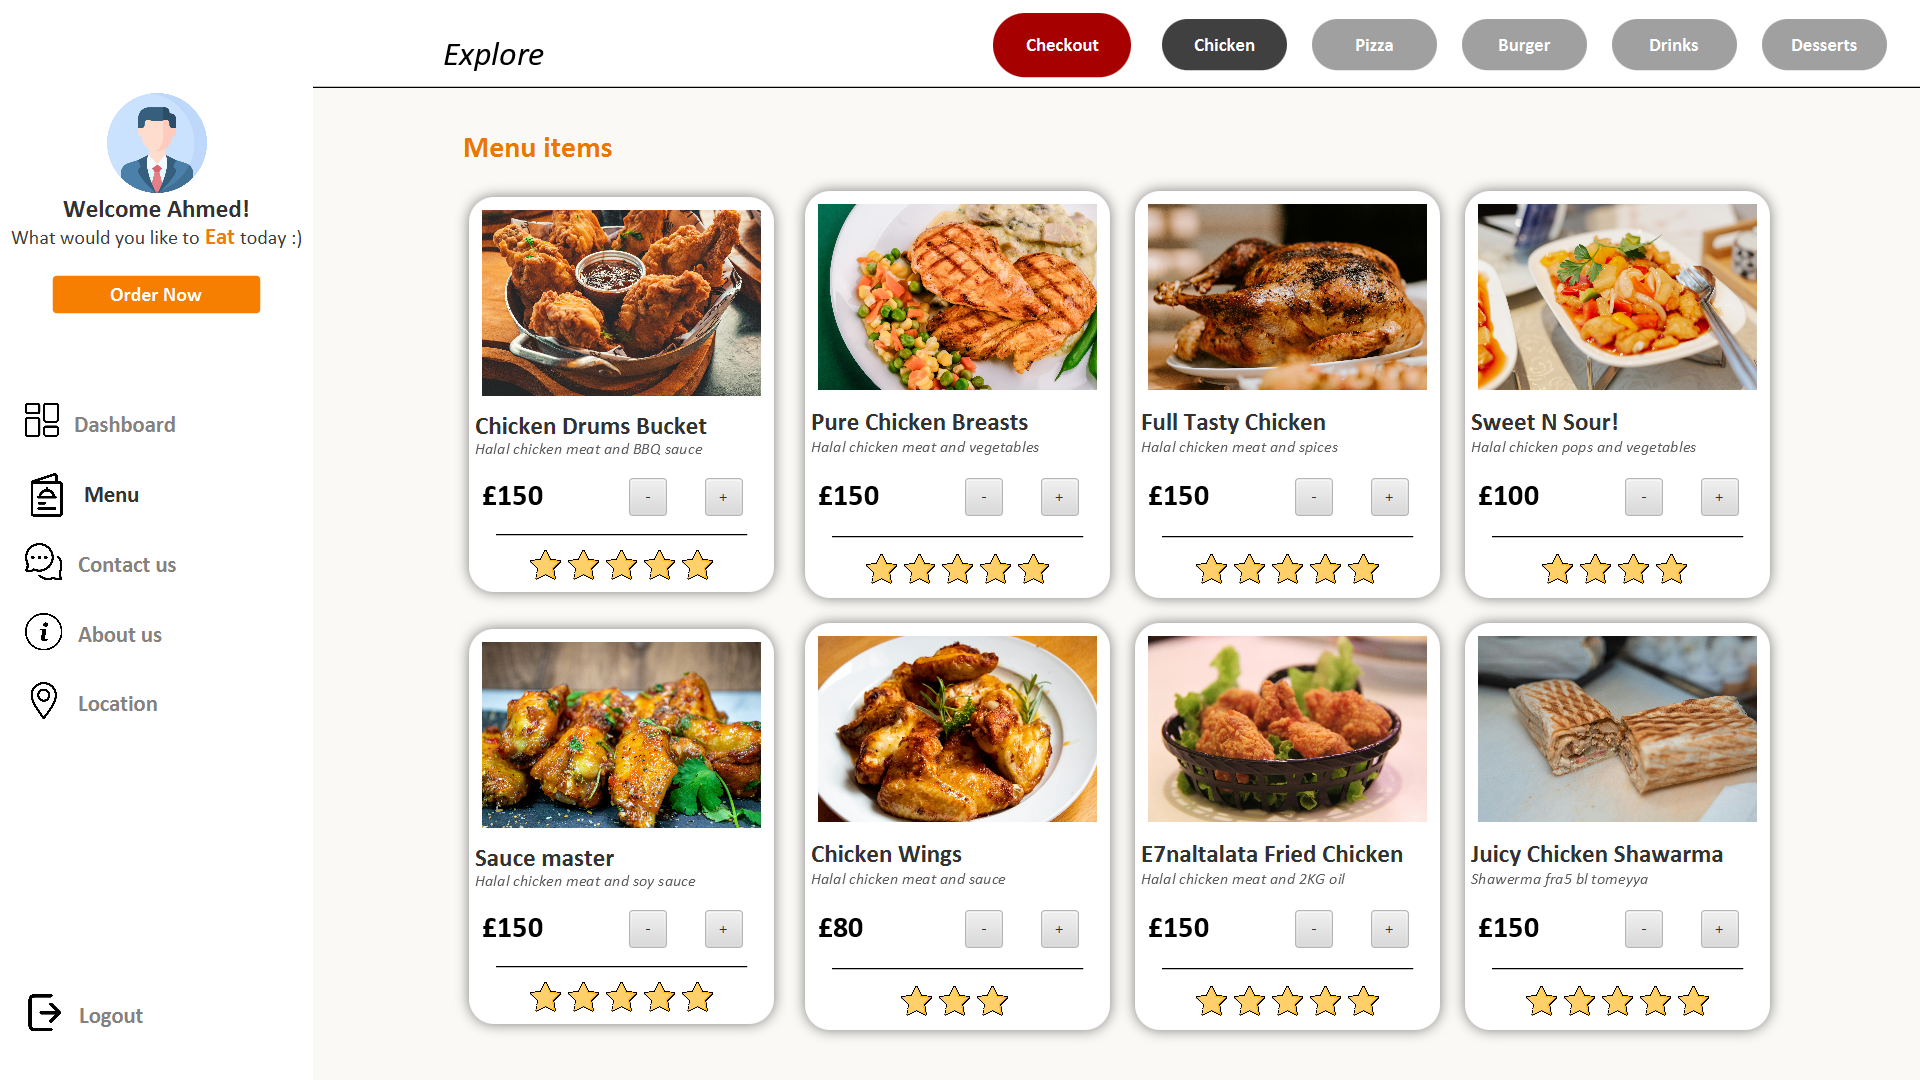 Explore
Checkout
Chicken
Pizza
Burger
Drinks
Desserts
Welcome Ahmed!
What would you like to Eat today :)
Order Now
Dashboard
Menu
Contact us
About us
Location
Logout
Menu items
Chicken Drums Bucket
Halal chicken meat and BBQ sauce
£150
-
+
Pure Chicken Breasts
Halal chicken meat and vegetables
£150
-
+
Full Tasty Chicken
Halal chicken meat and spices
£150
-
+
Sweet N Sour!
Halal chicken pops and vegetables
£100
-
+
Sauce master
Halal chicken meat and soy sauce
£150
-
+
Chicken Wings
Halal chicken meat and sauce
£80
-
+
E7naltalata Fried Chicken
Halal chicken meat and 2KG oil
£150
-
+
Juicy Chicken Shawarma
Shawerma fra5 bl tomeyya
£150
-
+